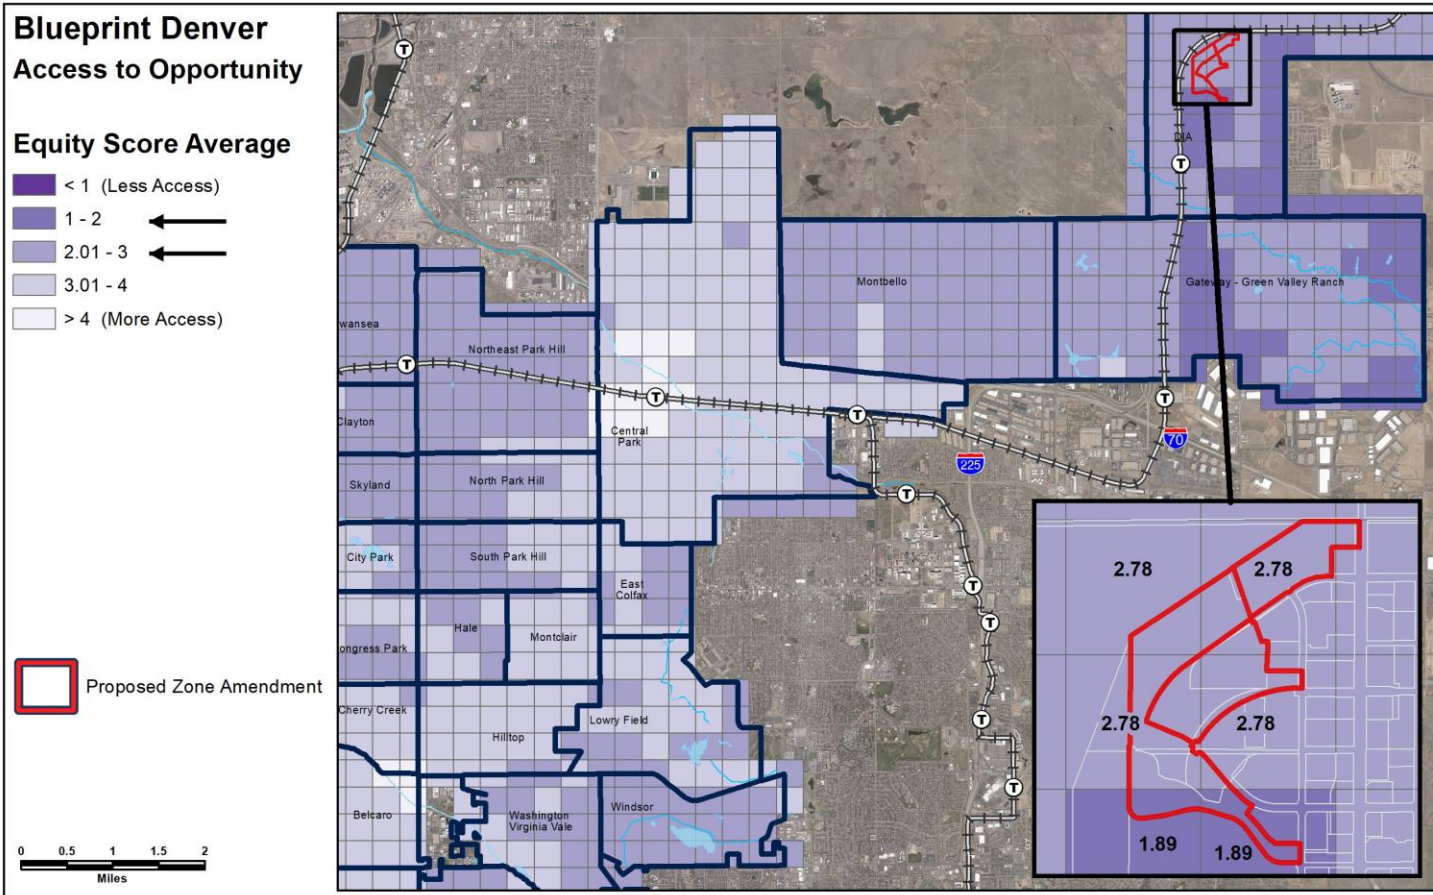 Blueprint Denver
Access to Opportunity
Equity Score Average
< 1 (Less Access)
1 - 2
2.01 - 3
3.01 - 4
> 4 (More Access)
Proposed Zone Amendment
0 0.5 1 1.5 2
Miles
T
DIA
T
Montbello
Gateway - Green Valley Ranch
wansea
Northeast Park Hill
T
T
T
T
Clayton
Central
Park
70
225
Skyland
North Park Hill
T
City Park
South Park Hill
East
Colfax
T
T
Hale
Montclair
ongress Park
Cherry Creek
Hilltop
Lowry Field
T
T
Belcaro
Washington
Virginia Vale
Windsor
2.78
2.78
2.78
2.78
1.89
1.89